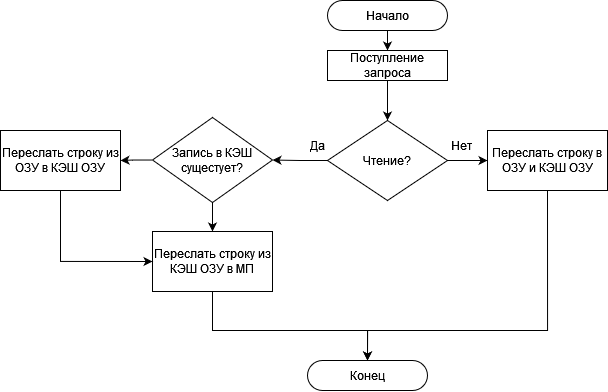 Начало
Поступление
запроса
Чтение?
Да
Нет
Запись в КЭШ
сущестует?
Переслать строку из
ОЗУ в КЭШ ОЗУ
Переслать строку в
ОЗУ и КЭШ ОЗУ
Переслать строку из
КЭШ ОЗУ в МП
Конец